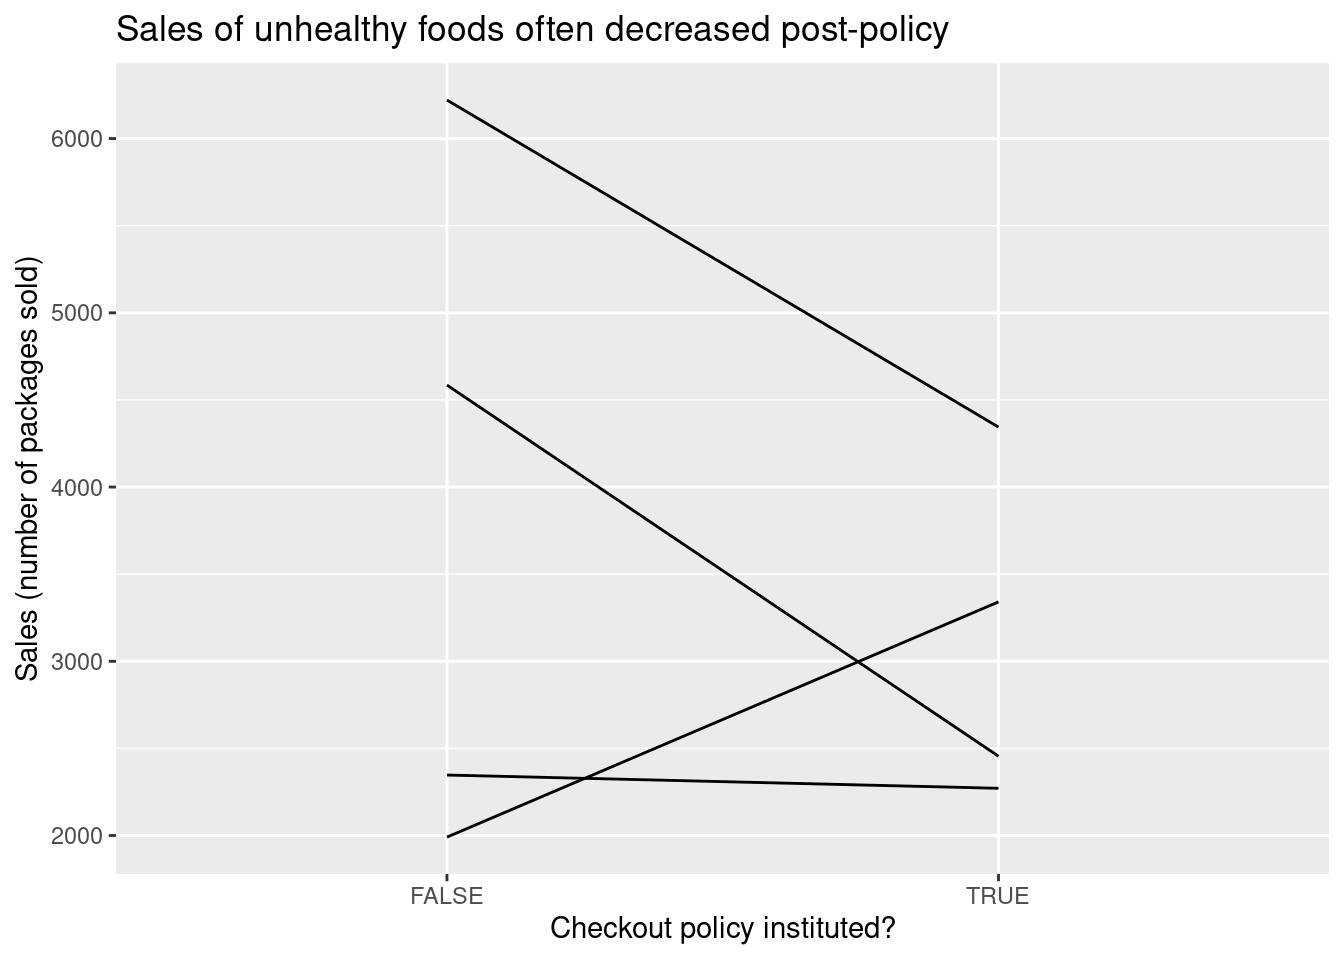 Sales of unhealthy foods often decreased post-policy
Sales (number of packages sold)
6000
5000
4000
3000
2000
FALSE
TRUE
Checkout policy instituted?